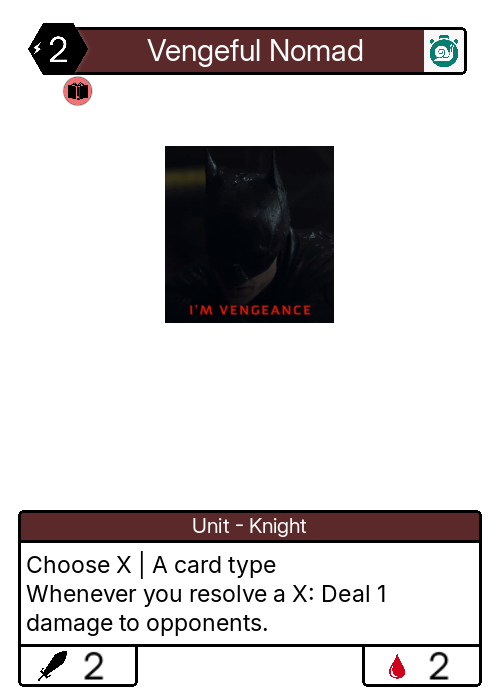 2 Vengeful Nomad
I'M VENGEANCE
Unit - Knight
Choose X | A card type
Whenever you resolve a X: Deal 1
damage to opponents.
2 2